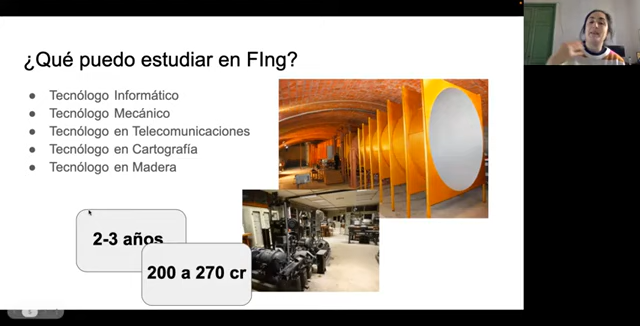 ¿Qué puedo estudiar en FIng?
● Tecnólogo Informático
● Tecnólogo Mecánico
● Tecnólogo en Telecomunicaciones
● Tecnólogo en Cartografía
● Tecnólogo en Madera
2-3 años
200 a 270 cr